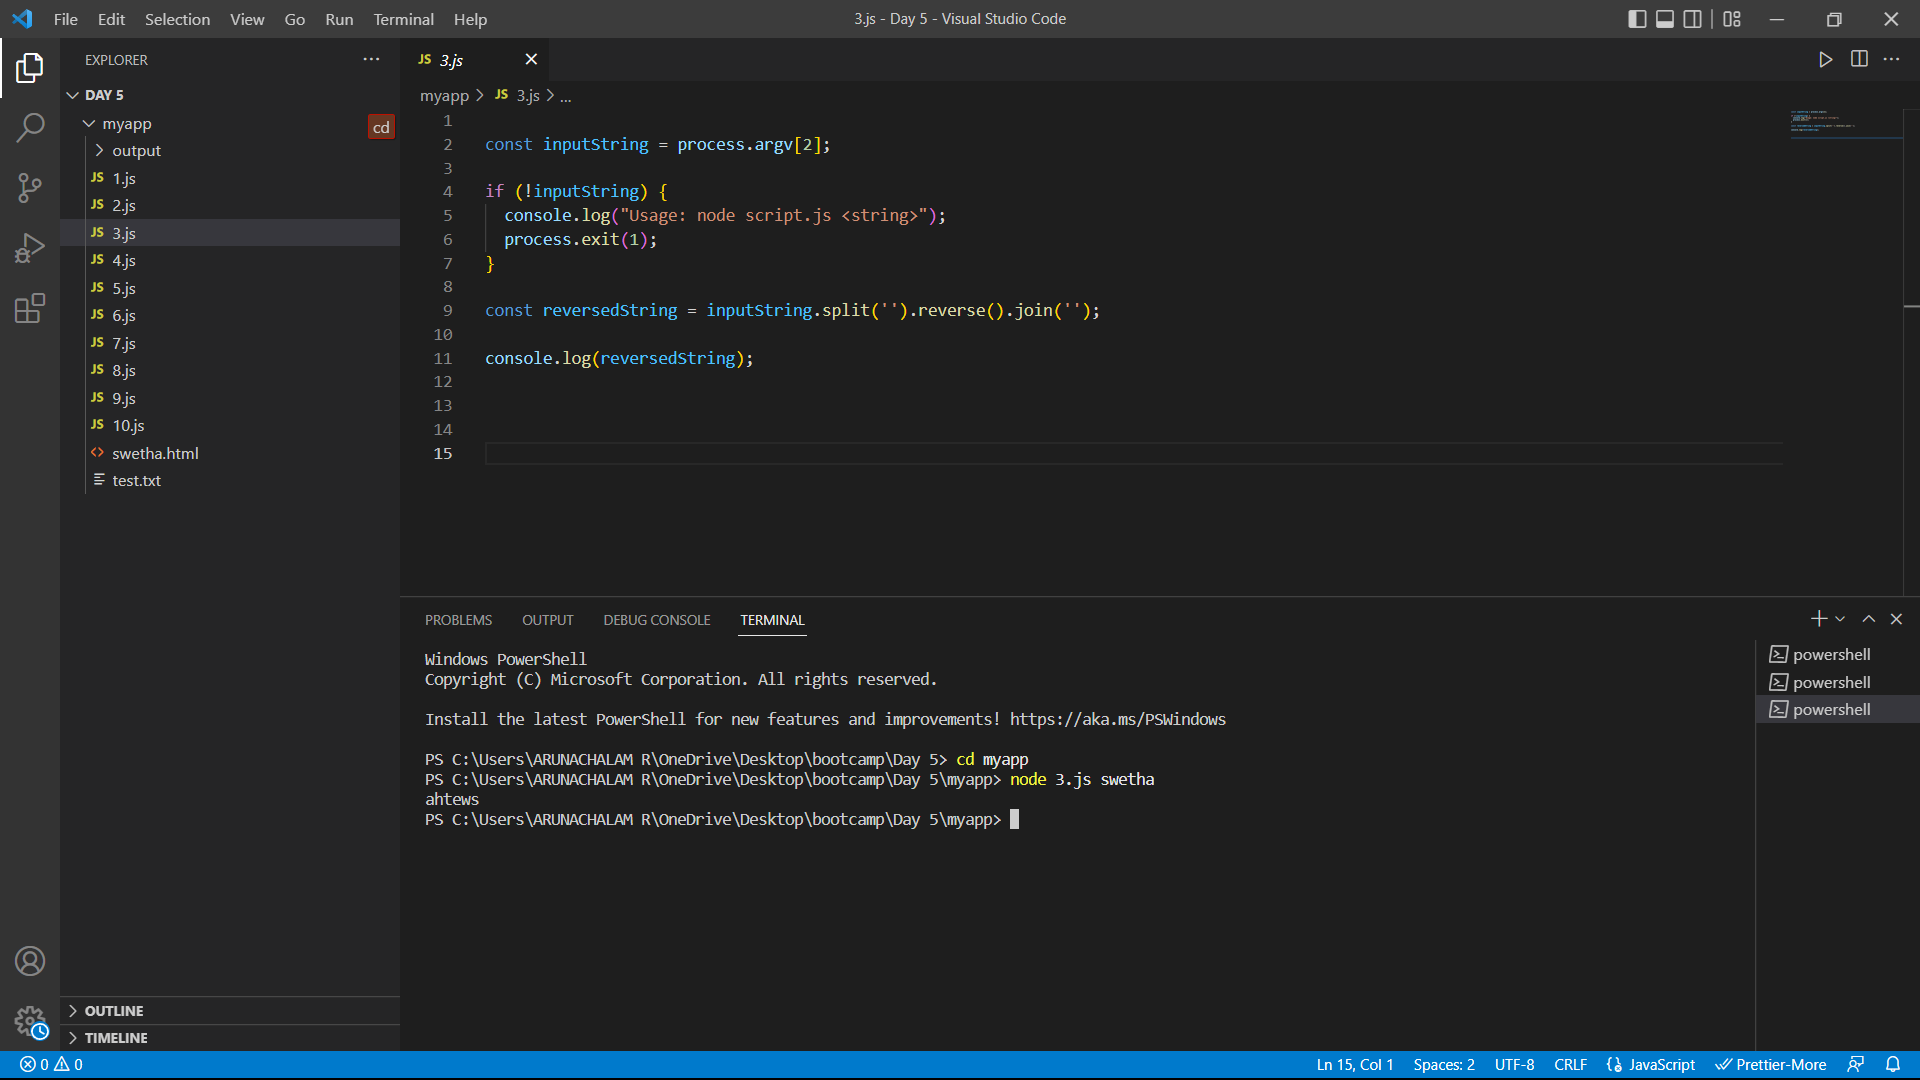 File Edit Selection View Go Run Terminal Help
3.js - Day 5 - Visual Studio Code
EXPLORER
DAY 5
myapp
cd
output
JS 1.js
JS 2.js
JS 3.js
JS 4.js
JS 5.js
JS 6.js
JS 7.js
JS 8.js
JS 9.js
JS 10.js
swetha.html
test.txt
OUTLINE
TIMELINE
JS 3.js
myapp > JS 3.js > ...
1
2 const inputString = process.argv[2];
3
4 if (!inputString) {
5 console.log("Usage: node script.js <string>");
6 process.exit(1);
7 }
8
9 const reversedString = inputString.split('').reverse().join('');
10
11 console.log(reversedString);
12
13
14
15
PROBLEMS OUTPUT DEBUG CONSOLE TERMINAL
Windows PowerShell
Copyright (C) Microsoft Corporation. All rights reserved.
Install the latest PowerShell for new features and improvements! https://aka.ms/PSWindows
PS C:\Users\ARUNACHALAM R\OneDrive\Desktop\bootcamp\Day 5> cd myapp
PS C:\Users\ARUNACHALAM R\OneDrive\Desktop\bootcamp\Day 5\myapp> node 3.js swetha
ahtews
PS C:\Users\ARUNACHALAM R\OneDrive\Desktop\bootcamp\Day 5\myapp>
powershell
powershell
powershell
0 0
Ln 15, Col 1 Spaces: 2 UTF-8 CRLF JavaScript Prettier-More